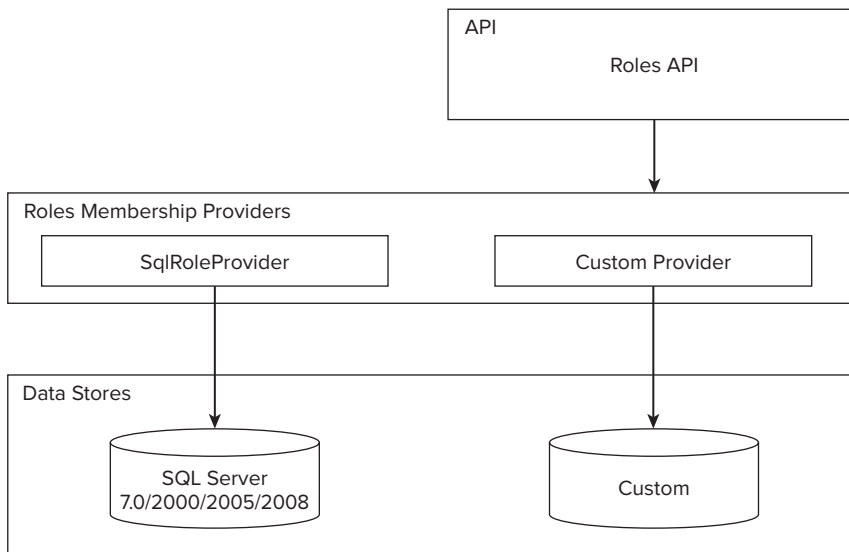 API
Roles API
Roles Membership Providers
SqlRoleProvider
Custom Provider
Data Stores
SQL Server
7.0/2000/2005/2008
Custom